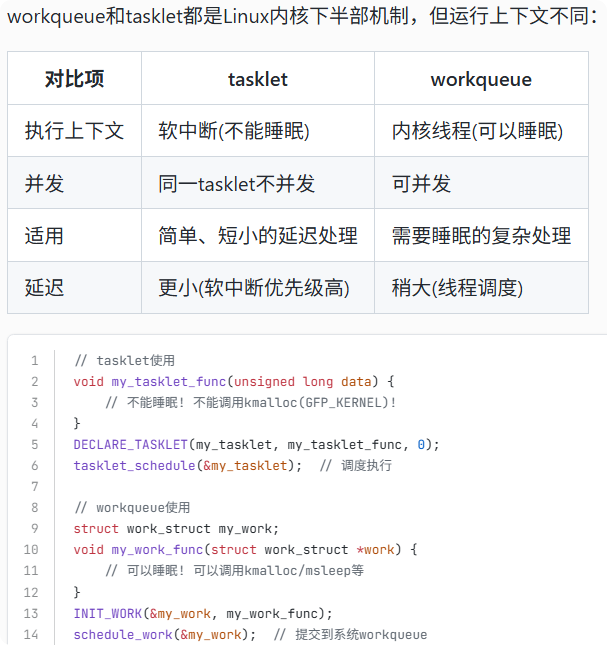 workqueue和tasklet都是Linux内核下半部机制，但运行上下文不同：
对比项 tasklet workqueue
执行上下文 软中断(不能睡眠) 内核线程(可以睡眠)
并发 同一tasklet不并发 可并发
适用 简单、短小的延迟处理 需要睡眠的复杂处理
延迟 更小(软中断优先级高) 稍大(线程调度)
1 // tasklet使用
2 void my_tasklet_func(unsigned long data) {
3 // 不能睡眠！不能调用kmalloc(GFP_KERNEL)！
4 }
5 DECLARE_TASKLET(my_tasklet, my_tasklet_func, 0);
6 tasklet_schedule(&my_tasklet); // 调度执行
7
8 // workqueue使用
9 struct work_struct my_work;
10 void my_work_func(struct work_struct *work) {
11 // 可以睡眠！可以调用kmalloc/msleep等
12 }
13 INIT_WORK(&my_work, my_work_func);
14 schedule_work(&my_work); // 提交到系统workqueue